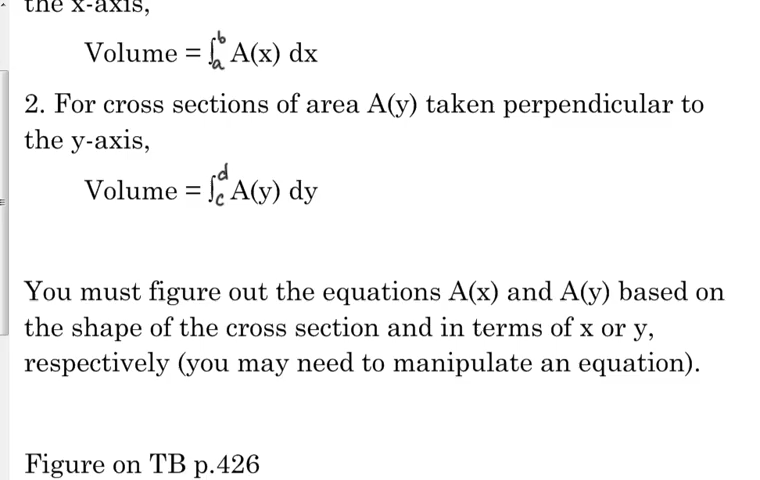 the x-axis,
Volume = ∫ₐᵇ A(x) dx
2. For cross sections of area A(y) taken perpendicular to
the y-axis,
Volume = ∫_c^d A(y) dy
You must figure out the equations A(x) and A(y) based on
the shape of the cross section and in terms of x or y,
respectively (you may need to manipulate an equation).
Figure on TB p.426